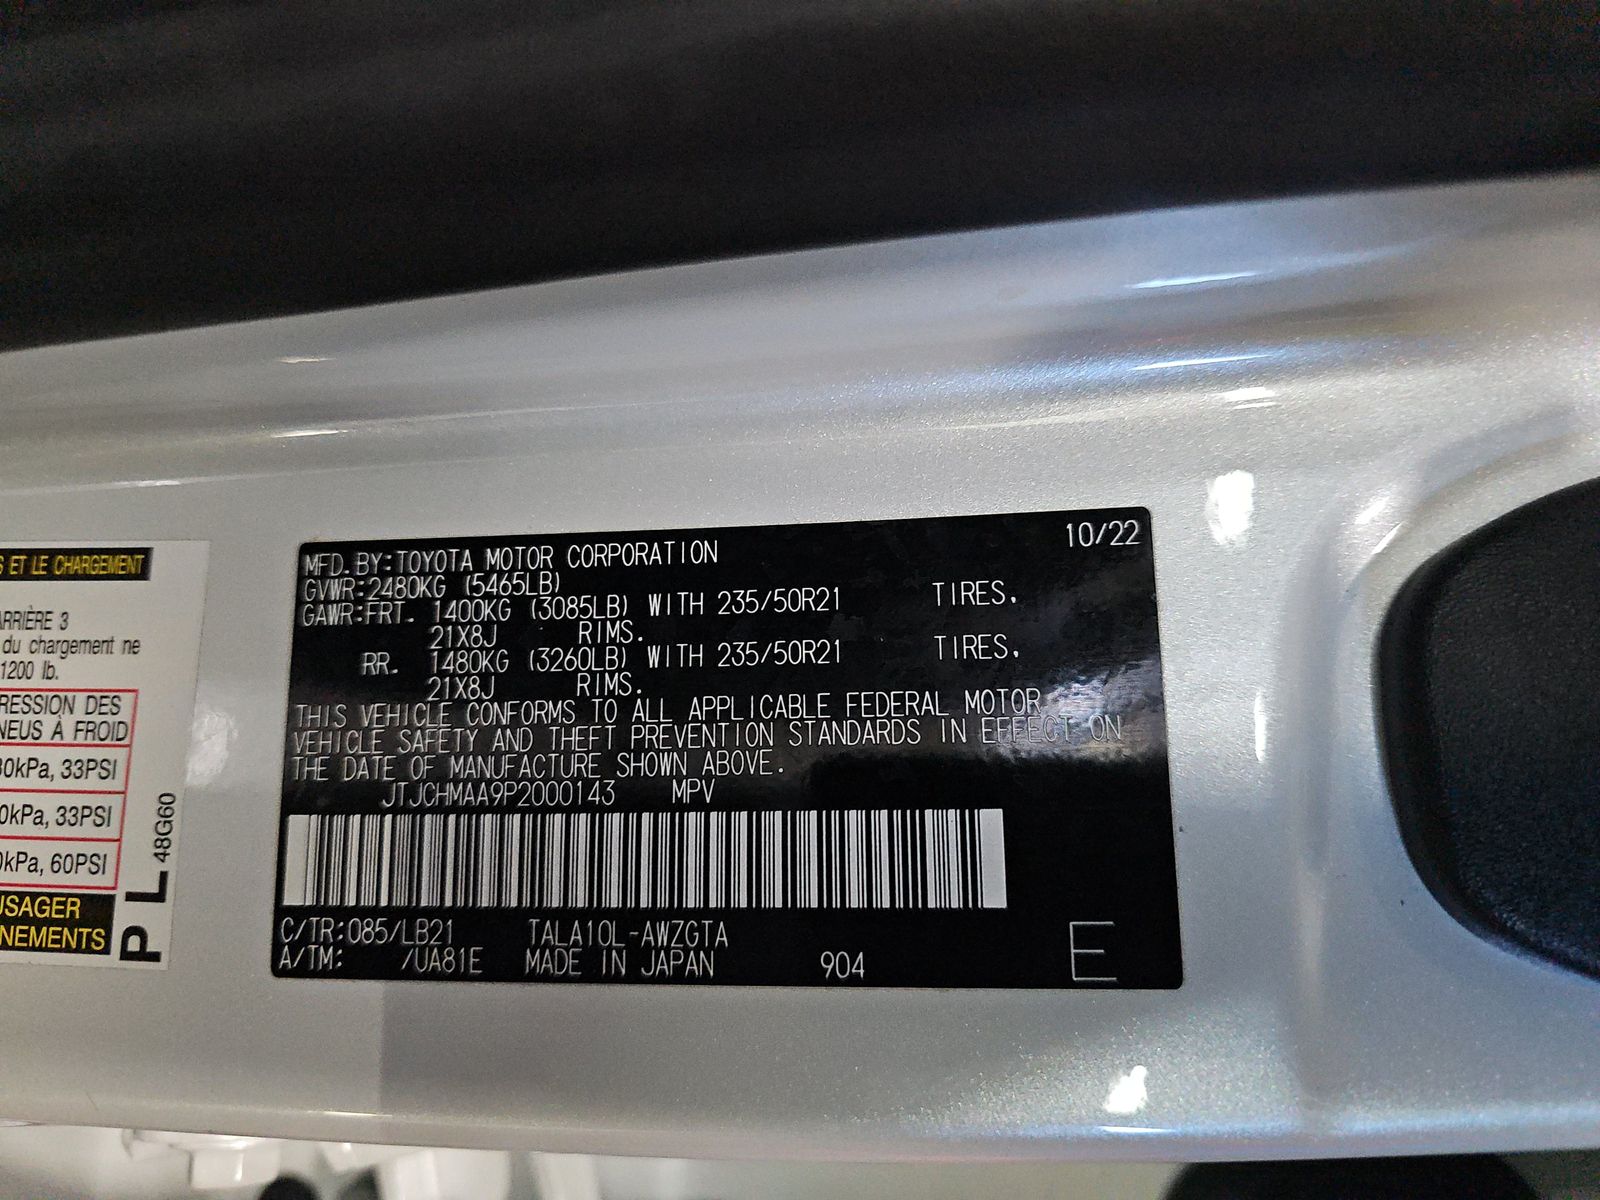 S ET LE CHARGEMENT
ARRIÈRE 3
du chargement ne
1200 lb.
RESSION DES
NEUS À FROID
30kPa, 33PSI
0kPa, 33PSI
0kPa, 60PSI
USAGER
NEMENTS
P L 48G60
10/22
MFD. BY:TOYOTA MOTOR CORPORATION
GVWR:2480KG (5465LB)
GAWR:FRT. 1400KG (3085LB) WITH 235/50R21 TIRES.
21X8J RIMS.
RR. 1480KG (3260LB) WITH 235/50R21 TIRES.
21X8J RIMS.
THIS VEHICLE CONFORMS TO ALL APPLICABLE FEDERAL MOTOR
VEHICLE SAFETY AND THEFT PREVENTION STANDARDS IN EFFECT ON
THE DATE OF MANUFACTURE SHOWN ABOVE.
JTJCHMAA9P2000143 MPV
C/TR:085/LB21 TALA10L-AWZGTA
A/TM: /UA81E MADE IN JAPAN 904 E